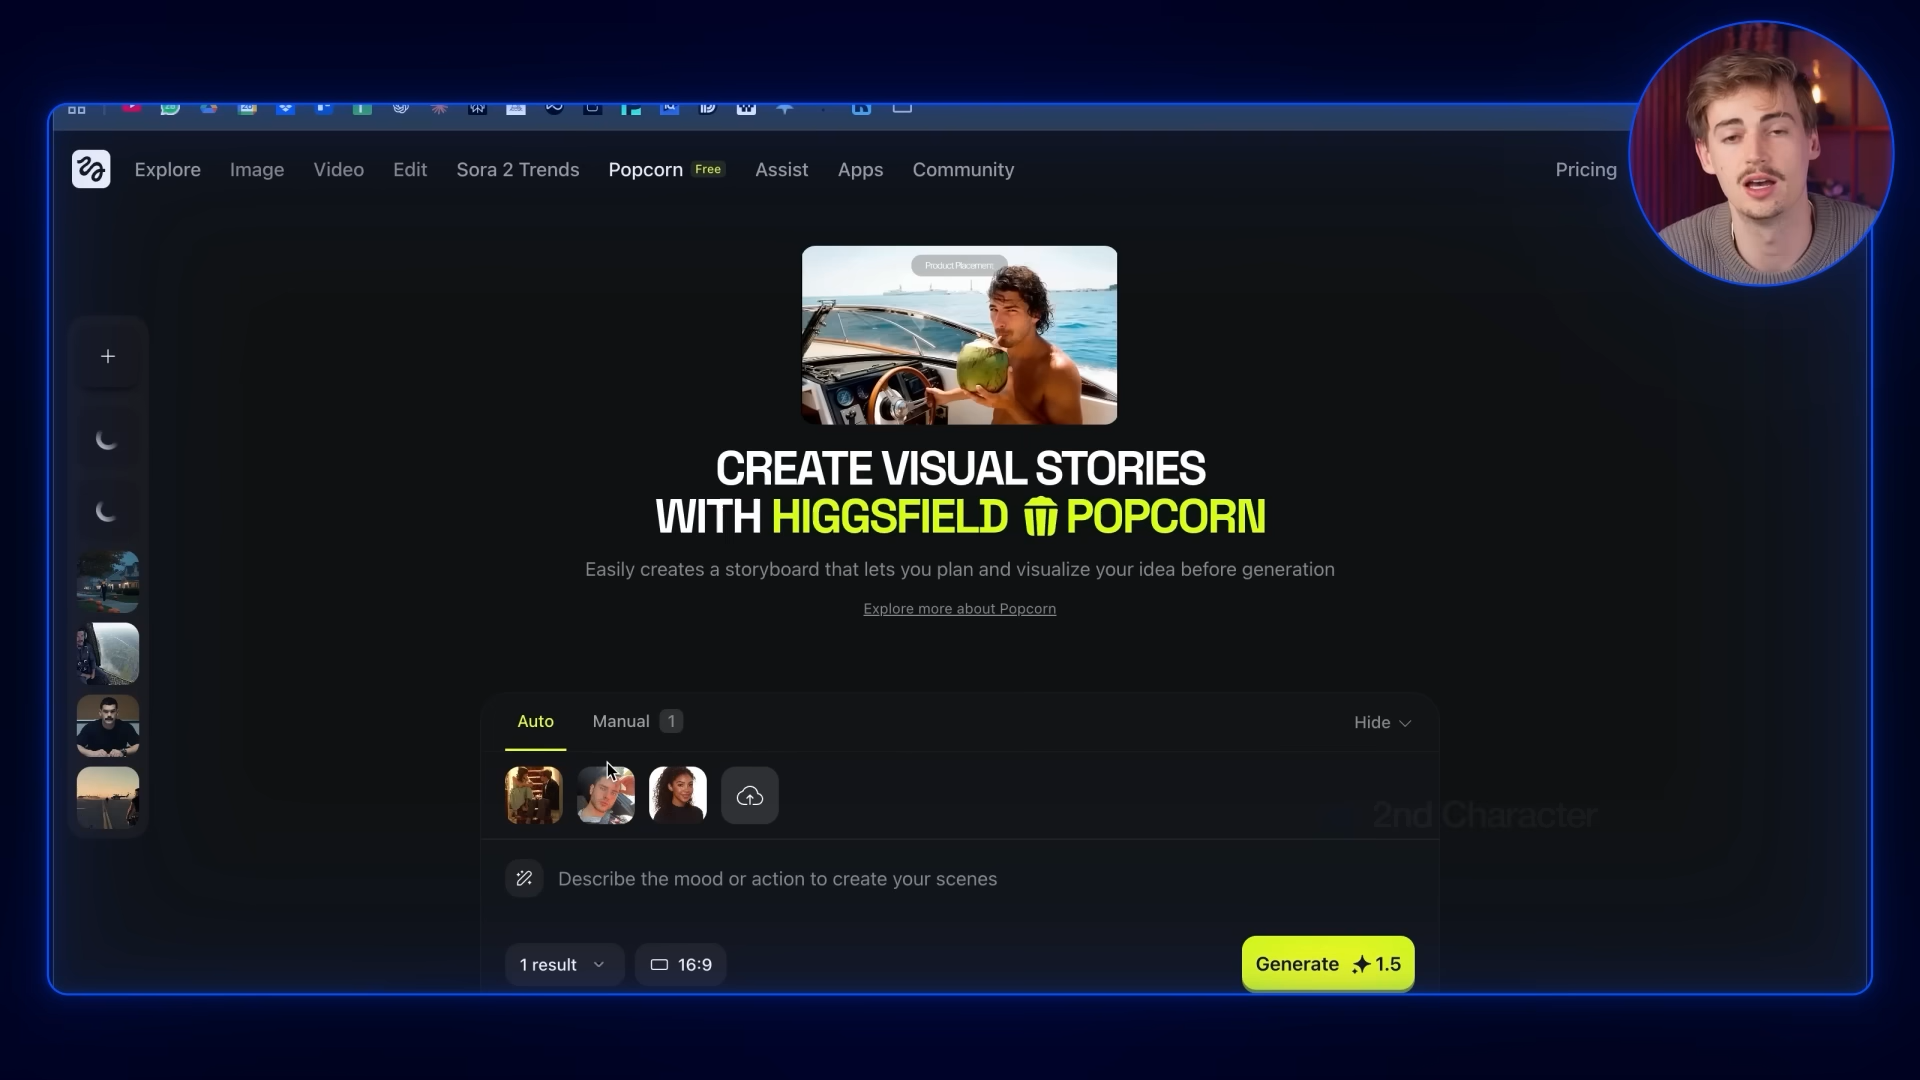 Explore Image Video Edit Sora 2 Trends Popcorn Free Assist Apps Community Pricing
Product Placement
CREATE VISUAL STORIES
WITH HIGGSFIELD POPCORN
Easily creates a storyboard that lets you plan and visualize your idea before generation
Explore more about Popcorn
Auto Manual 1 Hide
2nd Character
Describe the mood or action to create your scenes
1 result 16:9 Generate 1.5